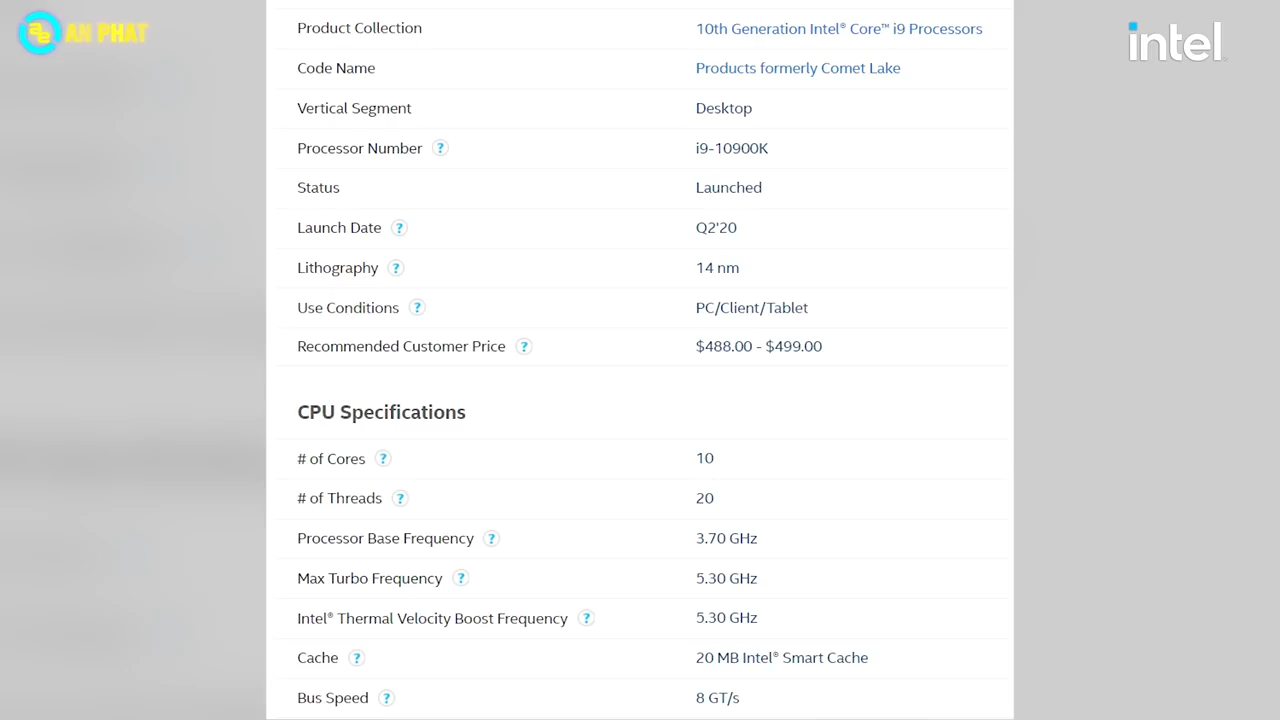 AN PHAT
intel
Product Collection 10th Generation Intel® Core™ i9 Processors
Code Name Products formerly Comet Lake
Vertical Segment Desktop
Processor Number ? i9-10900K
Status Launched
Launch Date ? Q2'20
Lithography ? 14 nm
Use Conditions ? PC/Client/Tablet
Recommended Customer Price ? $488.00 - $499.00
CPU Specifications
# of Cores ? 10
# of Threads ? 20
Processor Base Frequency ? 3.70 GHz
Max Turbo Frequency ? 5.30 GHz
Intel® Thermal Velocity Boost Frequency ? 5.30 GHz
Cache ? 20 MB Intel® Smart Cache
Bus Speed ? 8 GT/s